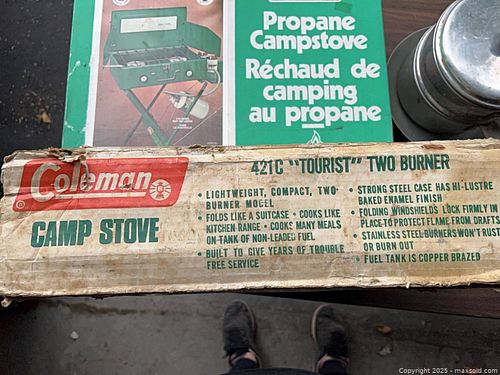 Propane
Campstove
Réchaud de
camping
au propane
Coleman
CAMP STOVE
421C "TOURIST" TWO BURNER
• LIGHTWEIGHT, COMPACT, TWO-
BURNER MODEL
• FOLDS LIKE A SUITCASE • COOKS LIKE
KITCHEN RANGE • COOKS MANY MEALS
ON TANK OF NON-LEADED FUEL
• BUILT TO GIVE YEARS OF TROUBLE
FREE SERVICE
• STRONG STEEL CASE HAS HI-LUSTRE
BAKED ENAMEL FINISH
• FOLDING WINDSHIELDS LOCK FIRMLY IN
PLACE TO PROTECT FLAME FROM DRAFTS
• STAINLESS STEEL BURNERS WON'T RUST
OR BURN OUT
• FUEL TANK IS COPPER BRAZED
Copyright 2025 - maxsold.com